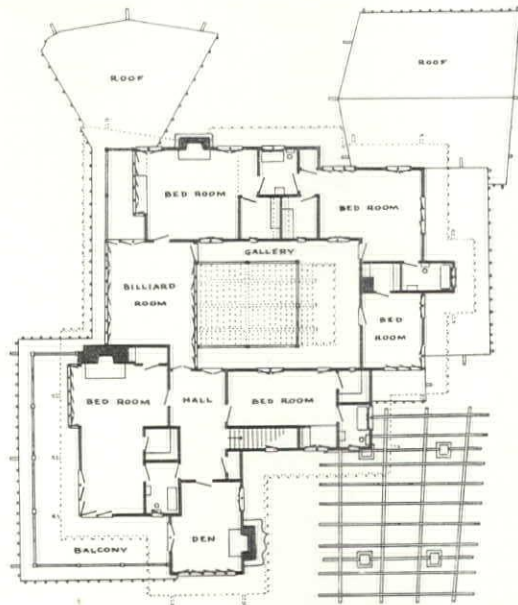 ROOF
ROOF
BED ROOM
BED ROOM
GALLERY
BILLIARD
ROOM
BED
ROOM
BED ROOM
HALL
BED ROOM
DEN
BALCONY